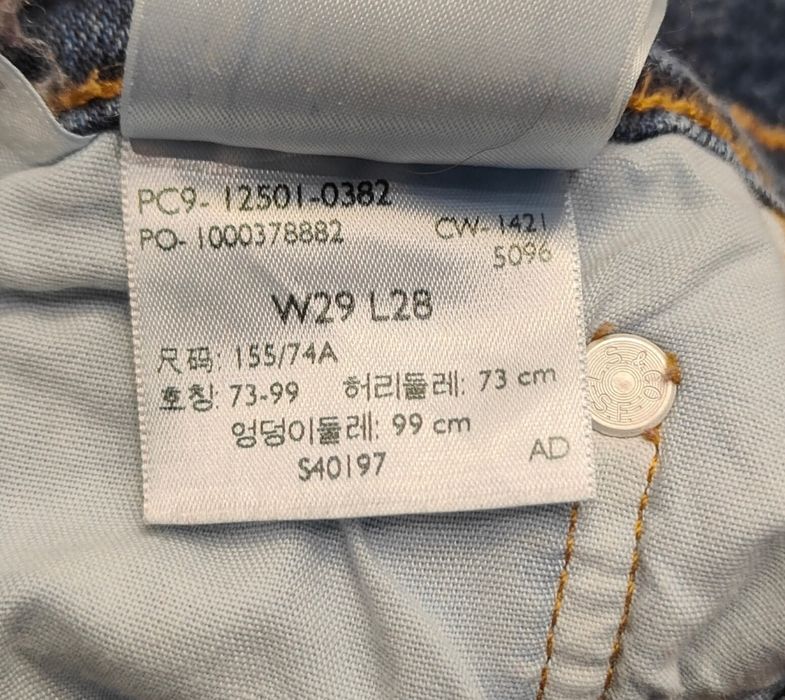 PC9-12501-0382
PO-1000378882 CW-1421
5096
W29 L28
尺码: 155/74A
호칭: 73-99 허리둘레: 73 cm
엉덩이둘레: 99 cm
S40197 AD